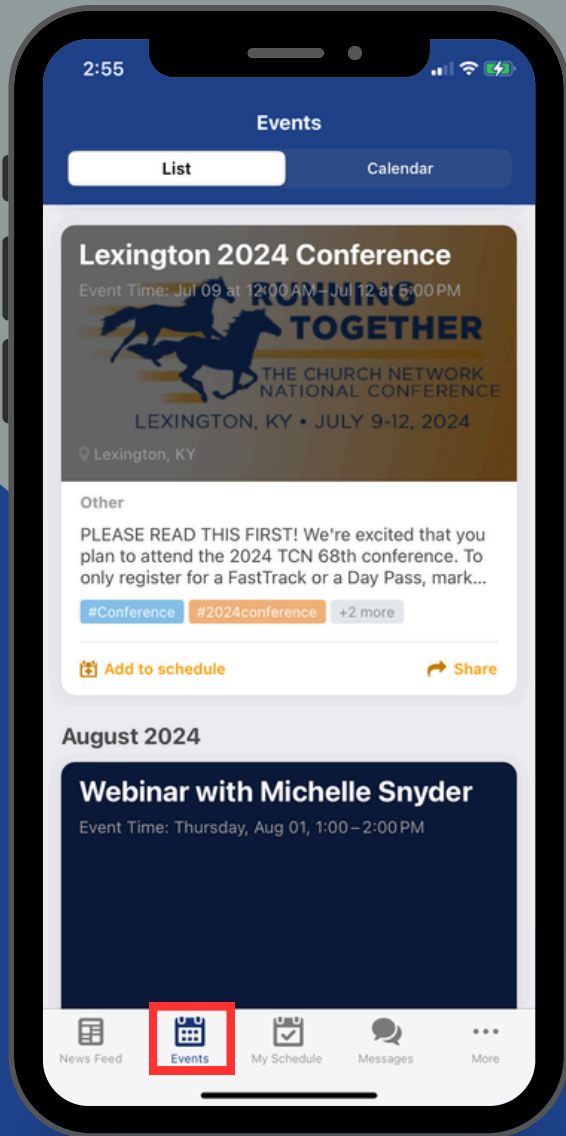 2:55
Events
List
Calendar
Lexington 2024 Conference
Event Time: Jul 09 at 12:00 AM – Jul 12 at 5:00 PM
RUNNING
TOGETHER
THE CHURCH NETWORK
NATIONAL CONFERENCE
LEXINGTON, KY • JULY 9-12, 2024
Lexington, KY
Other
PLEASE READ THIS FIRST! We're excited that you
plan to attend the 2024 TCN 68th conference. To
only register for a FastTrack or a Day Pass, mark...
#Conference #2024conference +2 more
Add to schedule
Share
August 2024
Webinar with Michelle Snyder
Event Time: Thursday, Aug 01, 1:00 – 2:00 PM
News Feed
Events
My Schedule
Messages
More